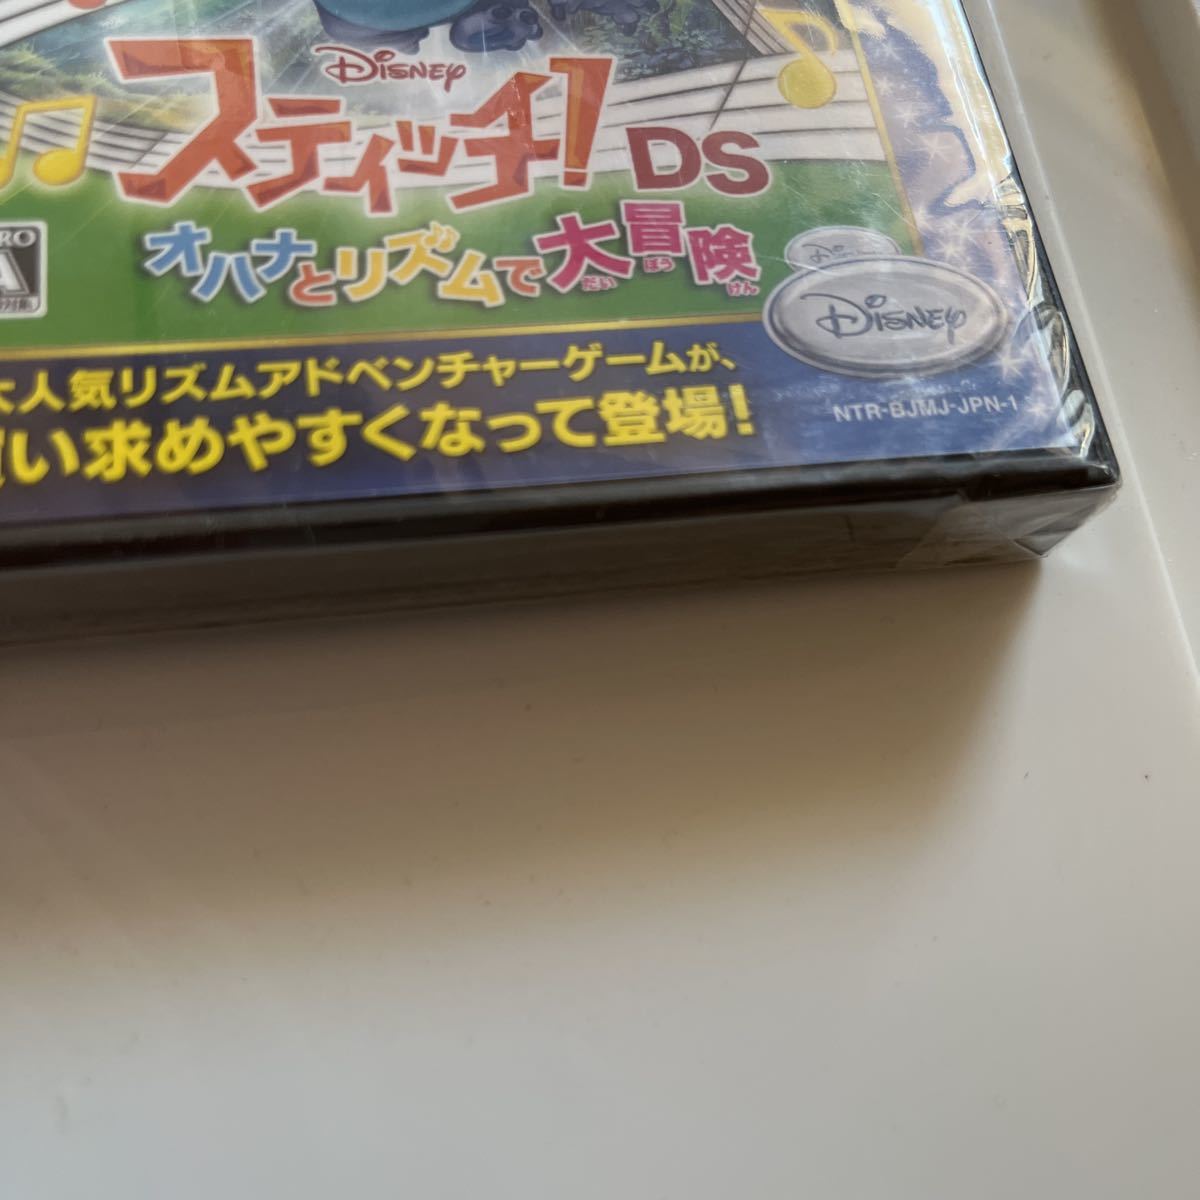 Disney
スティッチ! DS
オハナとリズムで大冒険
だい ぼう けん
Disney
Disney
大人気リズムアドベンチャーゲームが、
い求めやすくなって登場!
NTR-BJMJ-JPN-1
RO
A